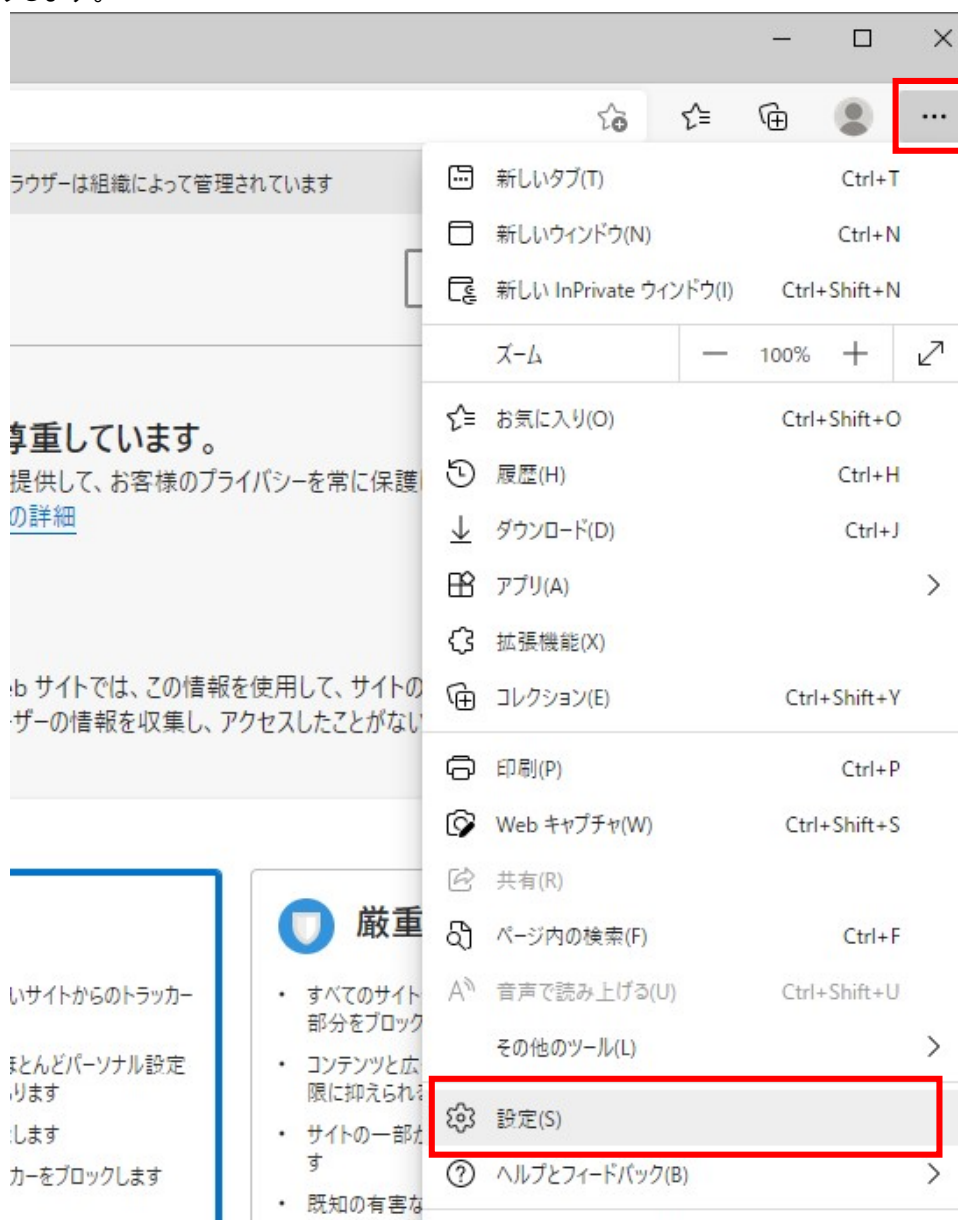 します。
ラウザーは組織によって管理されています
尊重しています。
提供して、お客様のプライバシーを常に保護
の詳細
eb サイトでは、この情報を使用して、サイトの
ーザーの情報を収集し、アクセスしたことがない
いサイトからのトラッカー
ほとんどパーソナル設定
ります
します
カーをブロックします
厳重
• すべてのサイト
部分をブロック
• コンテンツと広
限に抑えられる
• サイトの一部が
す
• 既知の有害な
新しいタブ(T) Ctrl+T
新しいウィンドウ(N) Ctrl+N
新しい InPrivate ウィンドウ(I) Ctrl+Shift+N
ズーム — 100% +
お気に入り(O) Ctrl+Shift+O
履歴(H) Ctrl+H
ダウンロード(D) Ctrl+J
アプリ(A)
拡張機能(X)
コレクション(E) Ctrl+Shift+Y
印刷(P) Ctrl+P
Web キャプチャ(W) Ctrl+Shift+S
共有(R)
ページ内の検索(F) Ctrl+F
音声で読み上げる(U) Ctrl+Shift+U
その他のツール(L)
設定(S)
ヘルプとフィードバック(B)